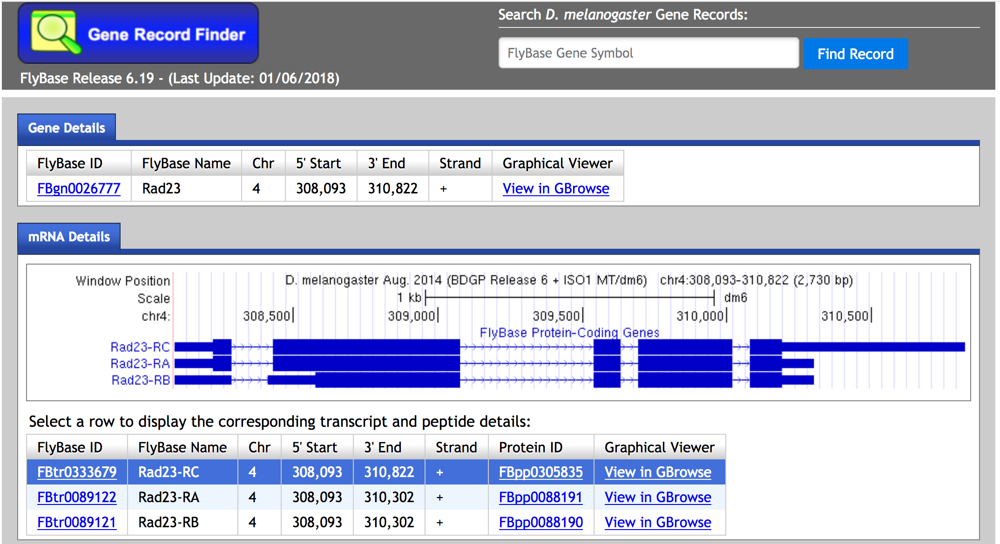 Gene Record Finder
FlyBase Release 6.19 - (Last Update: 01/06/2018)
Search D. melanogaster Gene Records:
FlyBase Gene Symbol
Find Record
Gene Details
FlyBase ID FlyBase Name Chr 5' Start 3' End Strand Graphical Viewer
FBgn0026777 Rad23 4 308,093 310,822 + View in GBrowse
mRNA Details
Window Position D. melanogaster Aug. 2014 (BDGP Release 6 + ISO1 MT/dm6) chr4:308,093-310,822 (2,730 bp)
Scale 1 kb dm6
chr4: 308,500 309,000 309,500 310,000 310,500
FlyBase Protein-Coding Genes
Rad23-RC
Rad23-RA
Rad23-RB
Select a row to display the corresponding transcript and peptide details:
FlyBase ID FlyBase Name Chr 5' Start 3' End Strand Protein ID Graphical Viewer
FBtr0333679 Rad23-RC 4 308,093 310,822 + FBpp0305835 View in GBrowse
FBtr0089122 Rad23-RA 4 308,093 310,302 + FBpp0088191 View in GBrowse
FBtr0089121 Rad23-RB 4 308,093 310,302 + FBpp0088190 View in GBrowse